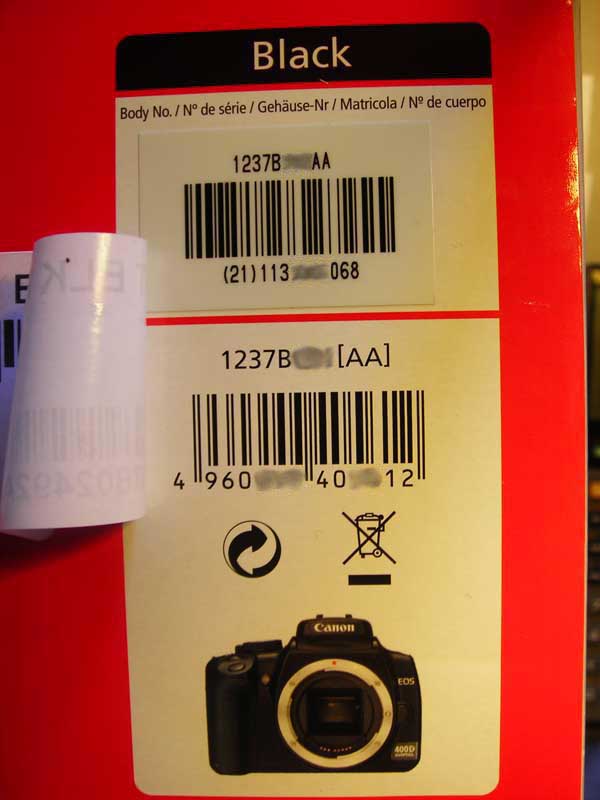 Black
Body No. / Nº de série / Gehäuse-Nr / Matricola / Nº de cuerpo
1237B AA
(21)113 068
1237B [AA]
4 960 40 12
Canon
EOS
400D